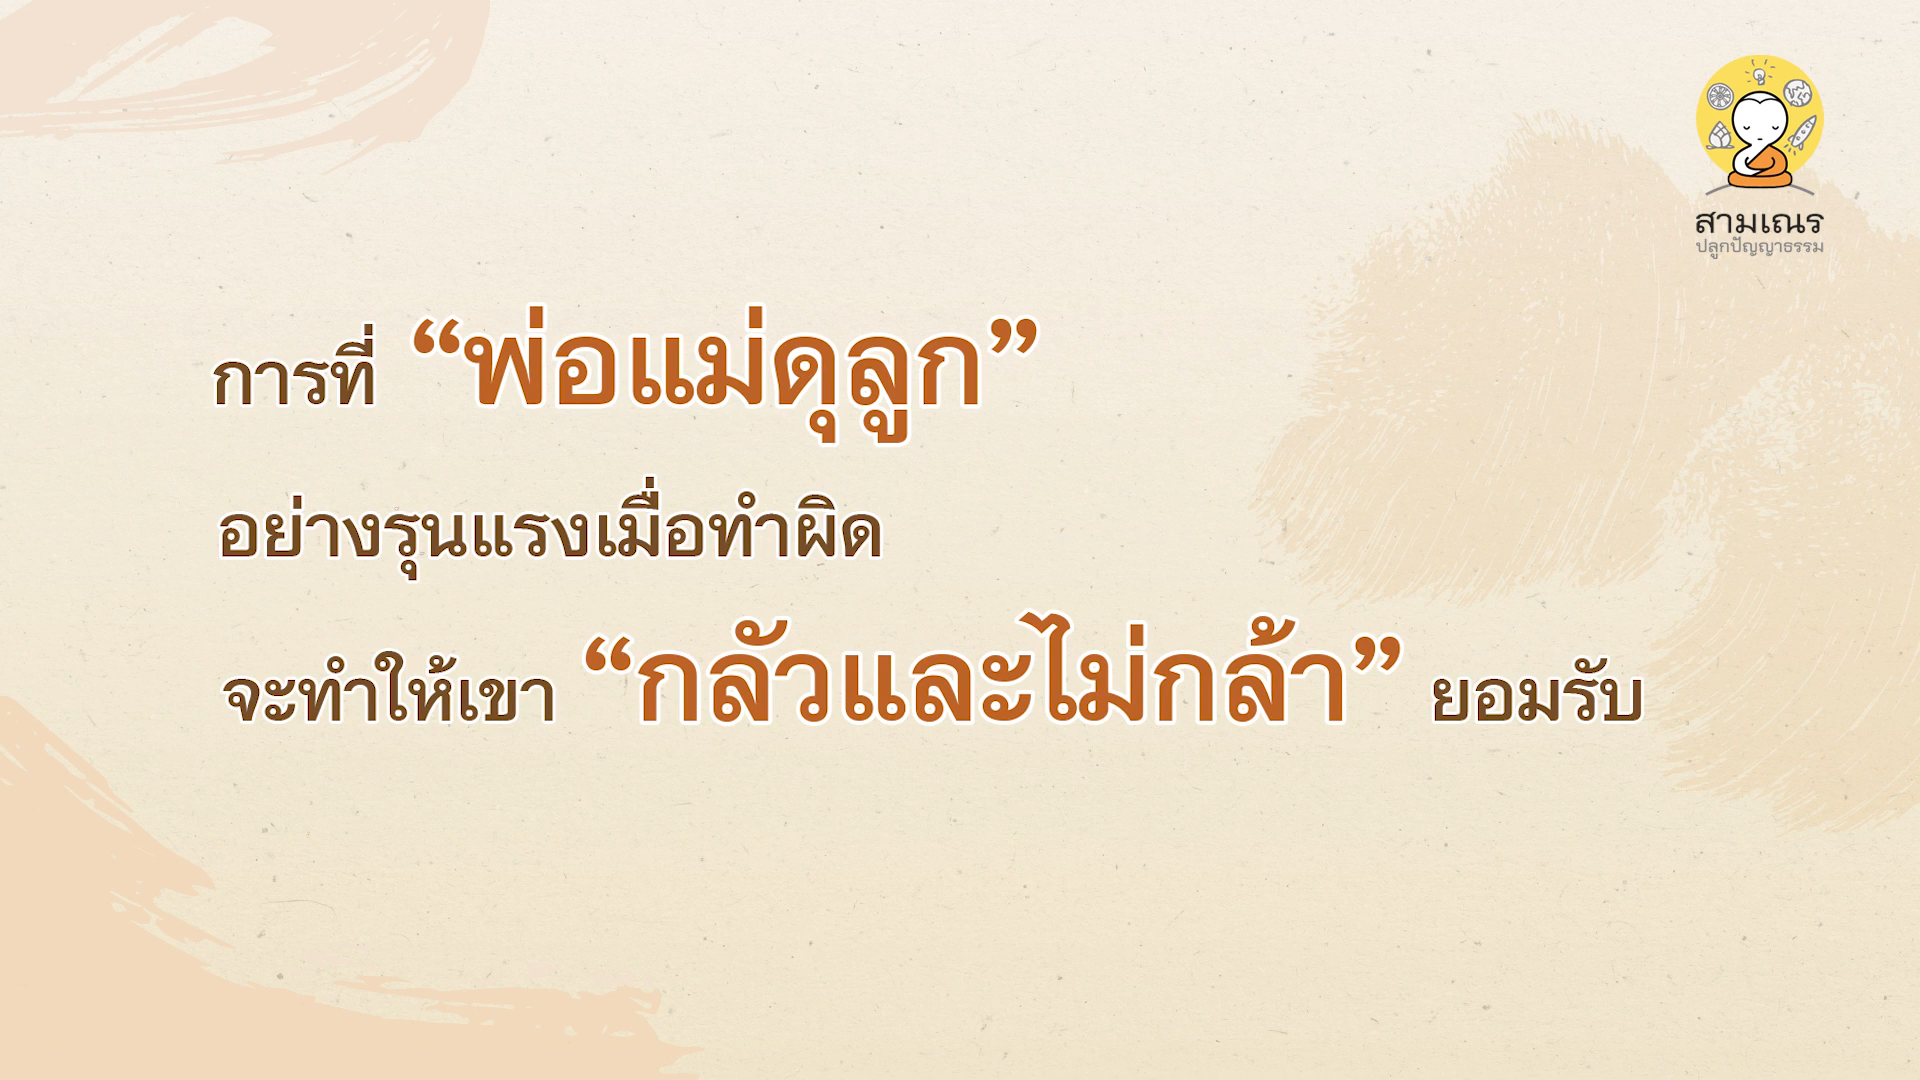 สามเณร
ปลูกปัญญาธรรม
การที่ “พ่อแม่ดุลูก”
อย่างรุนแรงเมื่อทำผิด
จะทำให้เขา “กลัวและไม่กล้า” ยอมรับ